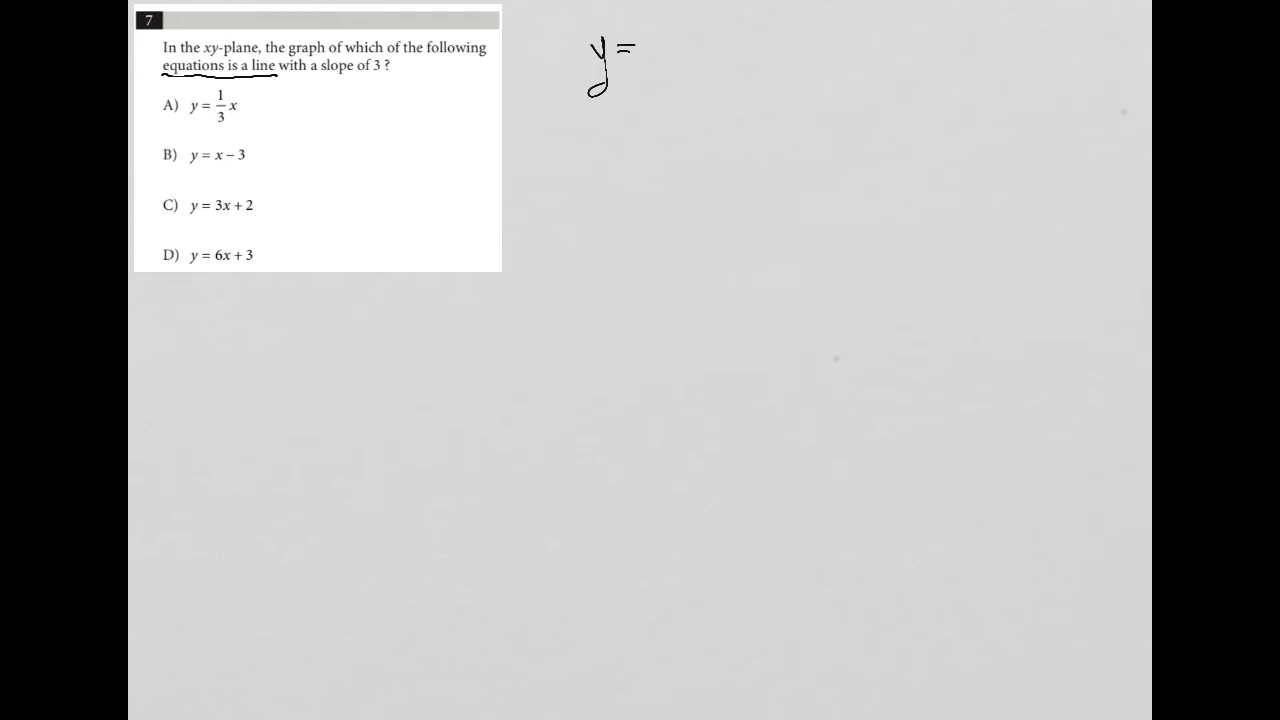 7
In the xy-plane, the graph of which of the following
equations is a line with a slope of 3 ?
A) y = 1/3 x
B) y = x – 3
C) y = 3x + 2
D) y = 6x + 3
y =